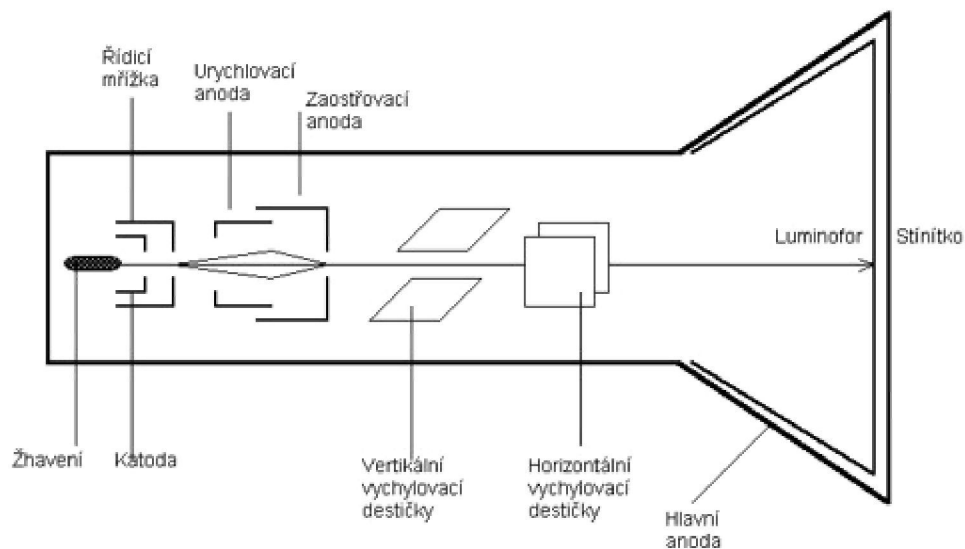 Řídicí
mřížka
Urychlovací
anoda
Zaostřovací
anoda
Luminofor
Stínítko
Žhavení
Katoda
Vertikální
vychylovací
destičky
Horizontální
vychylovací
destičky
Hlavní
anoda